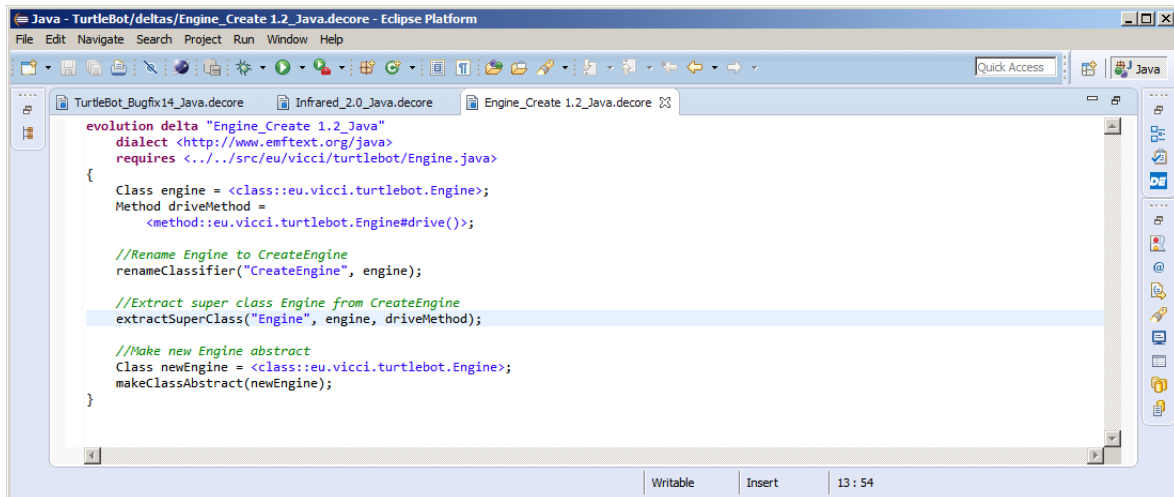 Java - TurtleBot/deltas/Engine_Create 1.2_Java.decore - Eclipse Platform
File Edit Navigate Search Project Run Window Help
Quick Access
Java
TurtleBot_Bugfix14_Java.decore Infrared_2.0_Java.decore Engine_Create 1.2_Java.decore
evolution delta "Engine_Create 1.2_Java"
dialect <http://www.emftext.org/java>
requires <../../src/eu/vicci/turtlebot/Engine.java>
{
Class engine = <class::eu.vicci.turtlebot.Engine>;
Method driveMethod =
<method::eu.vicci.turtlebot.Engine#drive()>;
//Rename Engine to CreateEngine
renameClassifier("CreateEngine", engine);
//Extract super class Engine from CreateEngine
extractSuperClass("Engine", engine, driveMethod);
//Make new Engine abstract
Class newEngine = <class::eu.vicci.turtlebot.Engine>;
makeClassAbstract(newEngine);
}
DE
@
Writable Insert 13 : 54